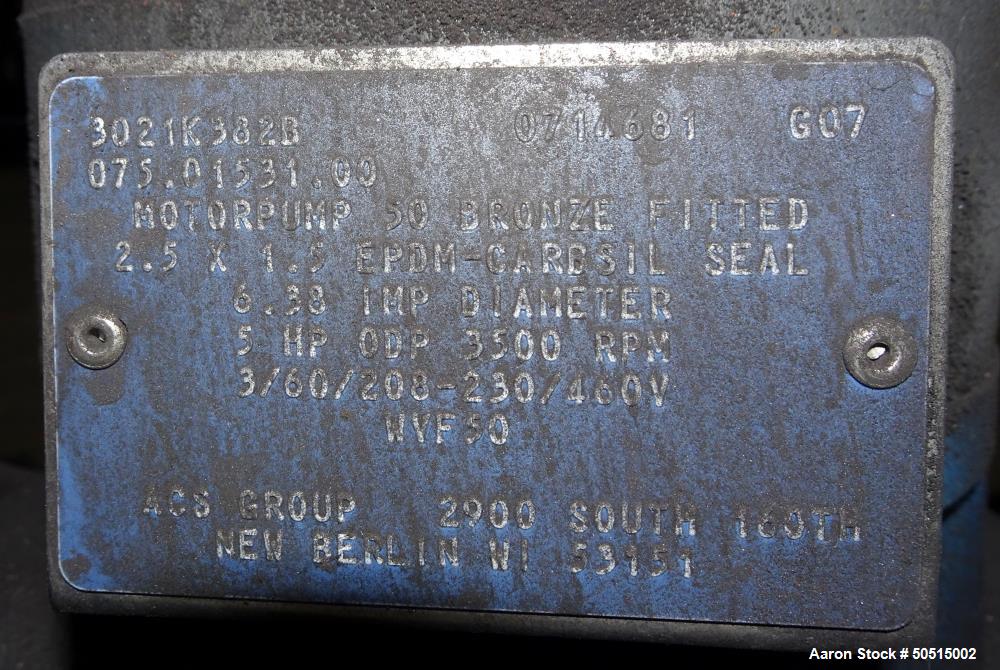 3021K382B 0714681 G07
075.01531.00
MOTORPUMP 50 BRONZE FITTED
2.5 X 1.5 EPDM-CARBSIL SEAL
6.38 IMP DIAMETER
5 HP ODP 3500 RPM
3/60/208-230/460V
WYF50
ACS GROUP 2900 SOUTH 160TH
NEW BERLIN WI 53151
Aaron Stock # 50515002